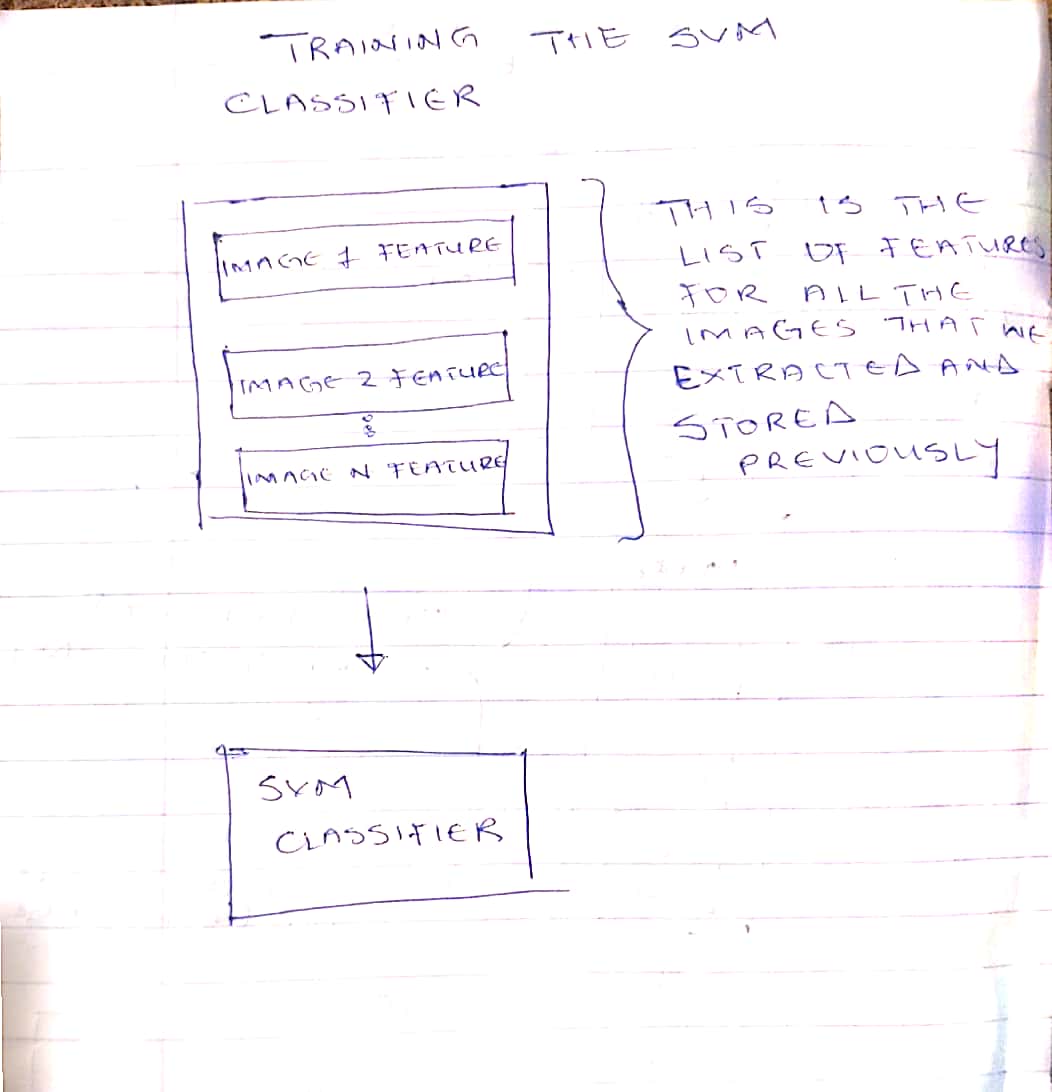 TRAINING THE SVM
CLASSIFIER
IMAGE 1 FEATURE
IMAGE 2 FEATURE
IMAGE N FEATURE
THIS IS THE
LIST OF FEATURES
FOR ALL THE
IMAGES THAT WE
EXTRACTED AND
STORED
PREVIOUSLY
SVM
CLASSIFIER